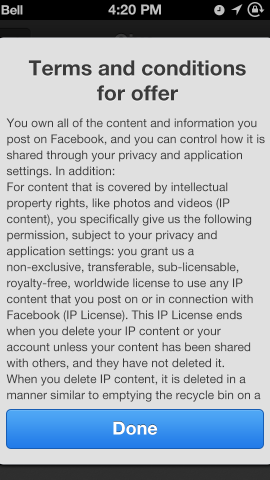 Bell 4:20 PM
Terms and conditions
for offer
You own all of the content and information you
post on Facebook, and you can control how it is
shared through your privacy and application
settings. In addition:
For content that is covered by intellectual
property rights, like photos and videos (IP
content), you specifically give us the following
permission, subject to your privacy and
application settings: you grant us a
non-exclusive, transferable, sub-licensable,
royalty-free, worldwide license to use any IP
content that you post on or in connection with
Facebook (IP License). This IP License ends
when you delete your IP content or your
account unless your content has been shared
with others, and they have not deleted it.
When you delete IP content, it is deleted in a
manner similar to emptying the recycle bin on a
Done